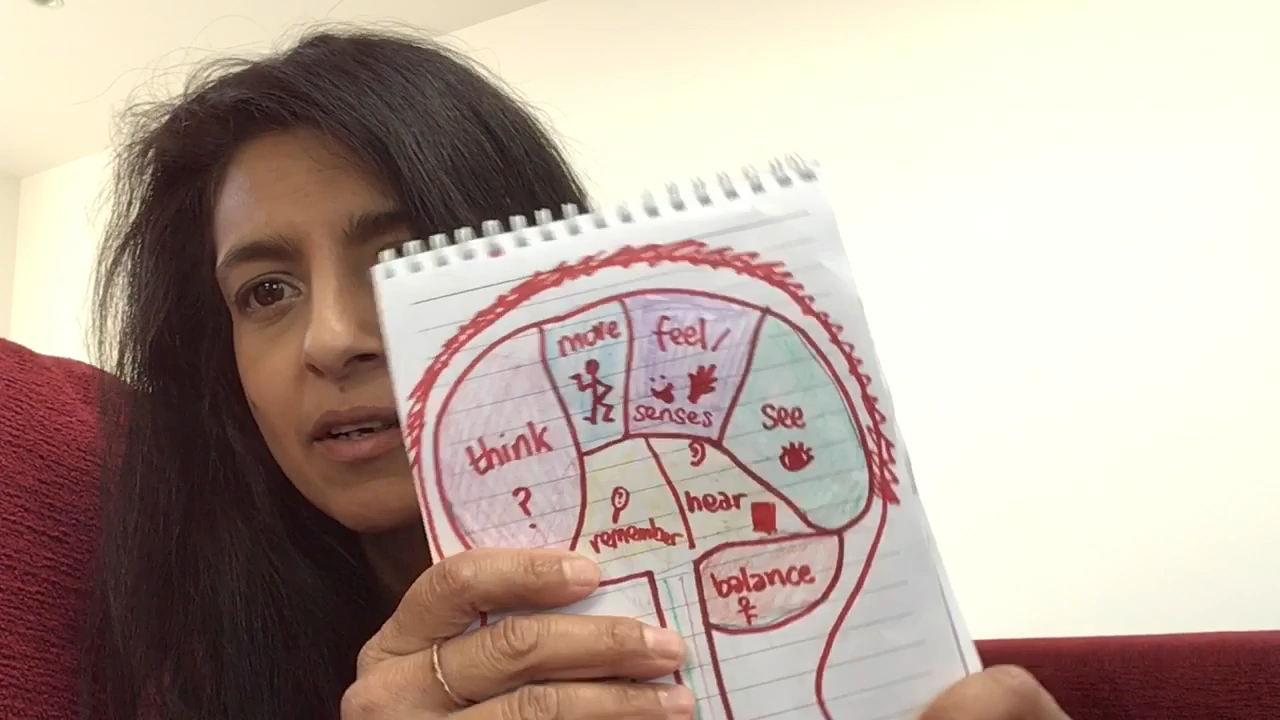 move
feel/
senses
see
think
?
remember
hear
balance